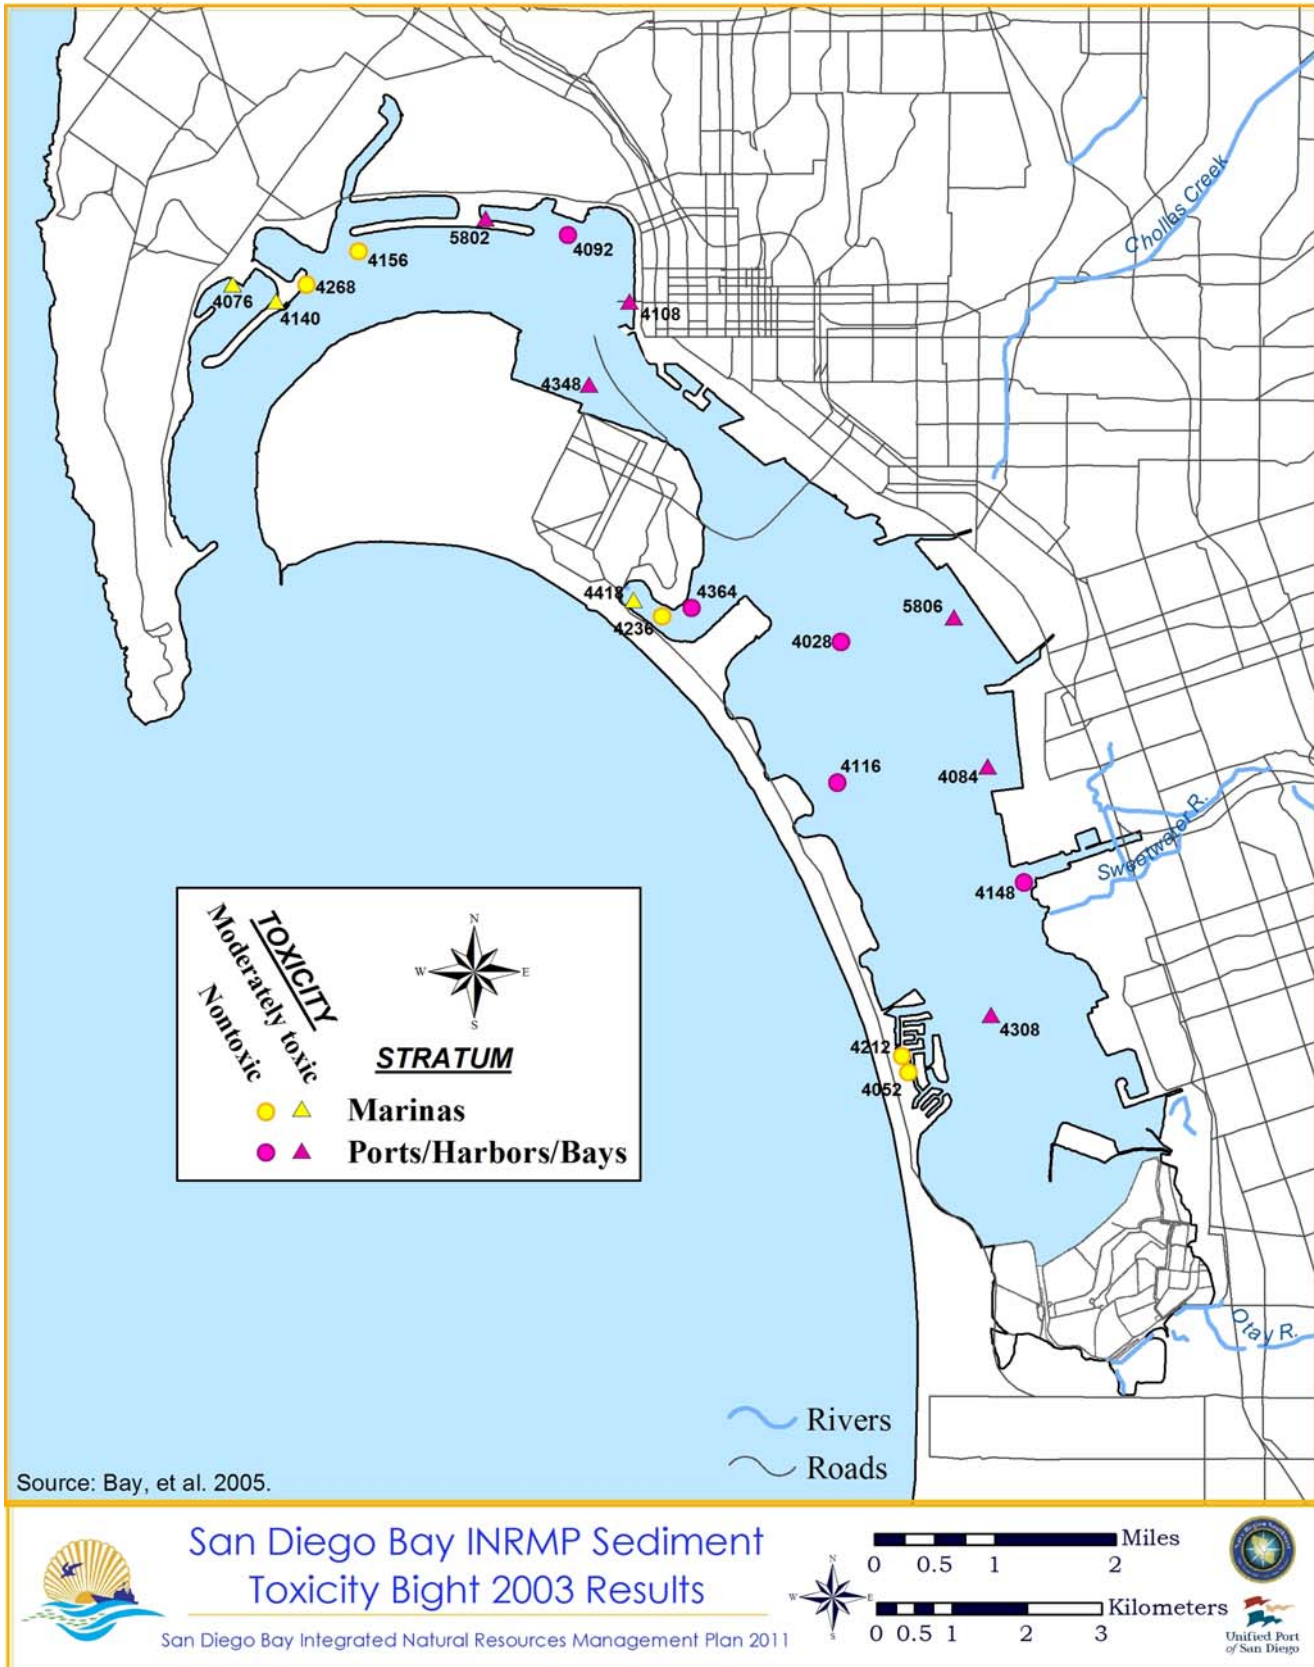 Chollas Creek
5802
4092
4156
4268
4076
4140
4108
4348
4418
4364
4236
5806
4028
4116
4084
Sweetwater R.
4148
4308
4212
4052
TOXICITY
Moderately toxic
Nontoxic
N
W E
S
STRATUM
Marinas
Ports/Harbors/Bays
Otay R.
Rivers
Roads
Source: Bay, et al. 2005.
San Diego Bay INRMP Sediment
Toxicity Bight 2003 Results
San Diego Bay Integrated Natural Resources Management Plan 2011
N
W E
S
Miles
0 0.5 1 2
Kilometers
0 0.5 1 2 3
Unified Port
of San Diego